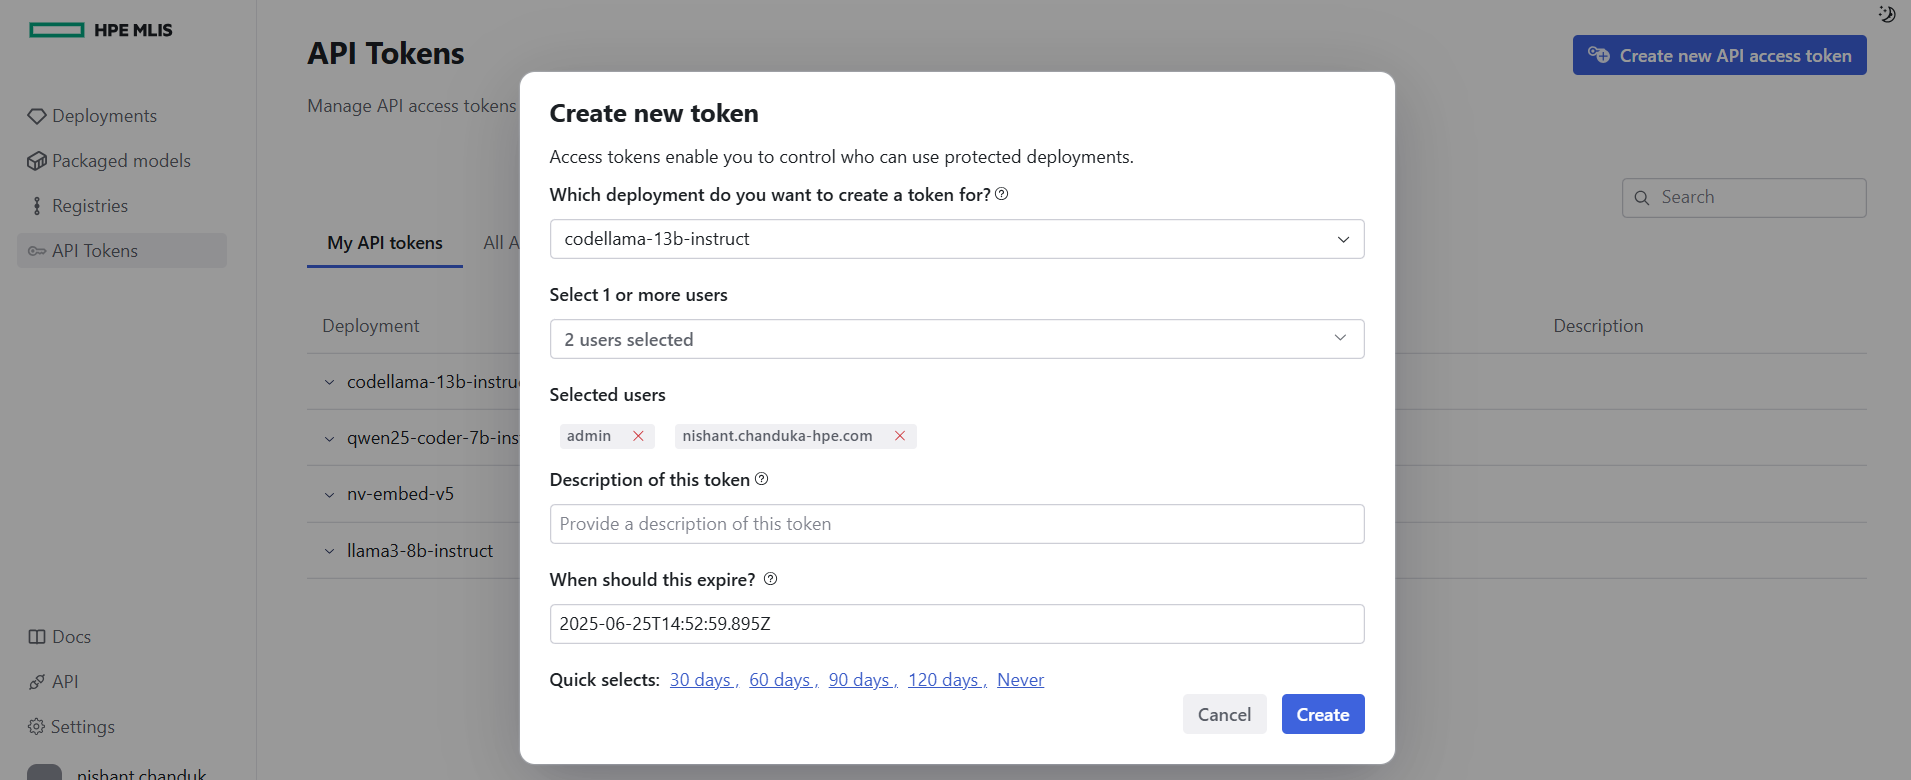 HPE MLIS
Deployments
Packaged models
Registries
API Tokens
Docs
API
Settings
nishant.chanduk
API Tokens
Create new API access token
Manage API access tokens
Search
My API tokens
All A
Deployment
Description
codellama-13b-instruc
qwen25-coder-7b-ins
nv-embed-v5
llama3-8b-instruct
Create new token
Access tokens enable you to control who can use protected deployments.
Which deployment do you want to create a token for?
codellama-13b-instruct
Select 1 or more users
2 users selected
Selected users
admin
nishant.chanduka-hpe.com
Description of this token
Provide a description of this token
When should this expire?
2025-06-25T14:52:59.895Z
Quick selects: 30 days , 60 days , 90 days , 120 days , Never
Cancel
Create